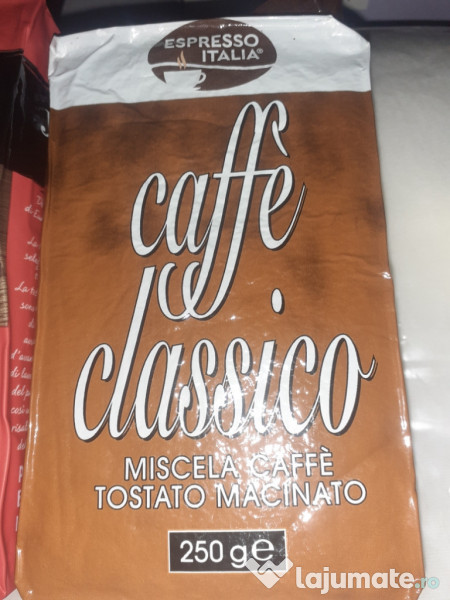 ESPRESSO
ITALIA®
caffè
classico
MISCELA CAFFÈ
TOSTATO MACINATO
250 g e
lajumate.ro